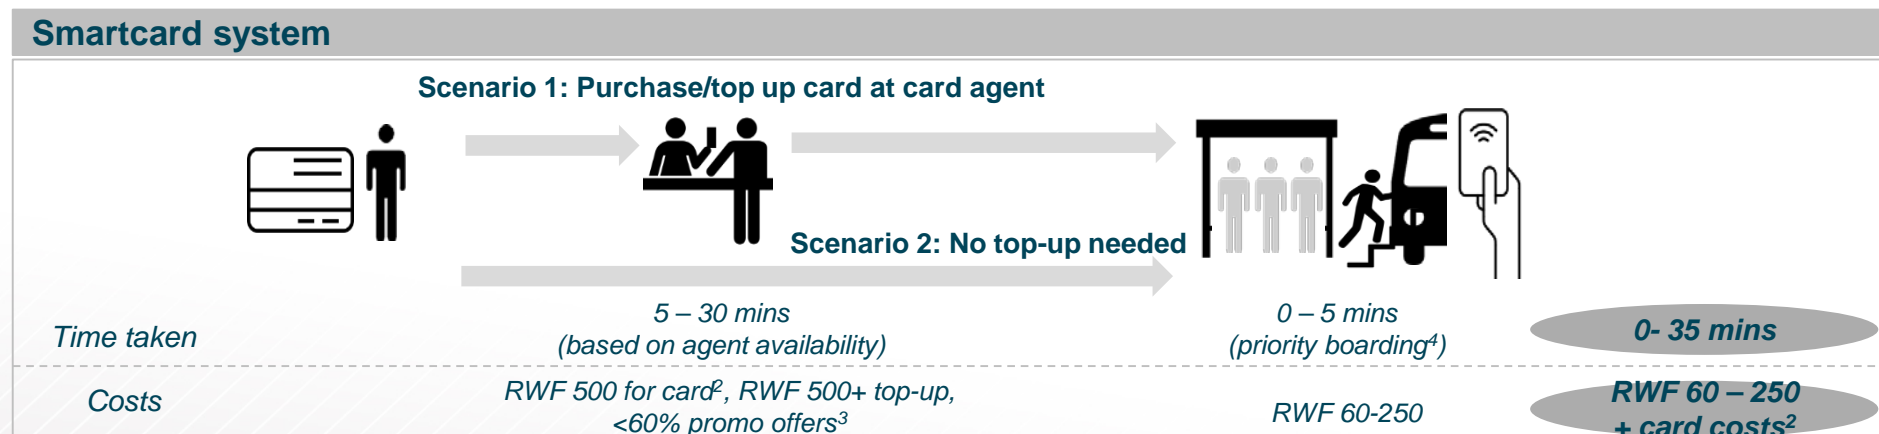 Smartcard system
Scenario 1: Purchase/top up card at card agent
Scenario 2: No top-up needed
Time taken
5 – 30 mins
(based on agent availability)
0 – 5 mins
(priority boarding⁴)
0- 35 mins
Costs
RWF 500 for card², RWF 500+ top-up,
<60% promo offers³
RWF 60-250
RWF 60 – 250
+ card costs²